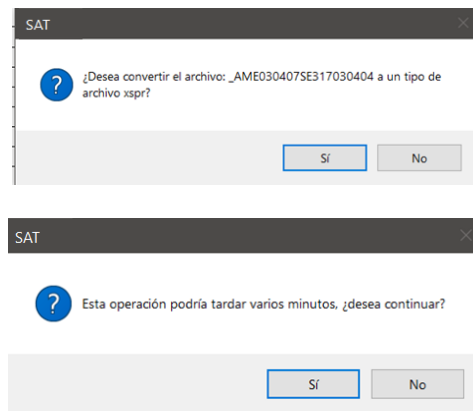 SAT
¿Desea convertir el archivo: _AME030407SE317030404 a un tipo de
archivo xspr?
Sí No
SAT
Esta operación podría tardar varios minutos, ¿desea continuar?
Sí No